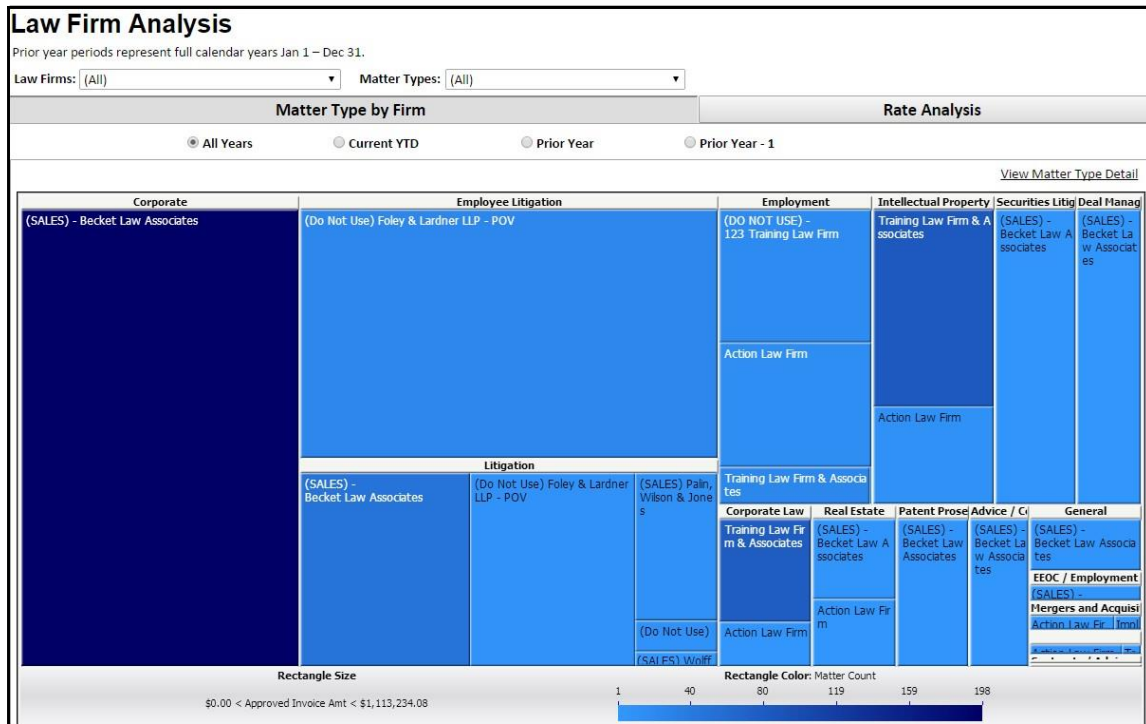 Law Firm Analysis
Prior year periods represent full calendar years Jan 1 – Dec 31.
Law Firms: (All) Matter Types: (All)
Matter Type by Firm Rate Analysis
All Years Current YTD Prior Year Prior Year - 1
View Matter Type Detail
Corporate
(SALES) - Becket Law Associates
Employee Litigation
(Do Not Use) Foley & Lardner LLP - POV
Litigation
(SALES) -
Becket Law Associates
(Do Not Use) Foley & Lardner
LLP - POV
(SALES) Palin,
Wilson & Jone
s
(Do Not Use)
(SALES) Wolff
Employment
(DO NOT USE) -
123 Training Law Firm
Action Law Firm
Training Law Firm & Associa
tes
Intellectual Property
Training Law Firm & A
ssociates
Action Law Firm
Securities Litig
(SALES) -
Becket Law A
ssociates
Deal Manag
(SALES) -
Becket La
w Associat
es
Corporate Law
Training Law Fir
m & Associates
Action Law Firm
Real Estate
(SALES) -
Becket Law A
ssociates
Action Law Fir
m
Patent Prose
(SALES) -
Becket Law
Associates
Advice / Co
(SALES) -
Becket La
w Associa
tes
General
(SALES) -
Becket Law Associa
tes
EEOC / Employment
(SALES) -
Mergers and Acquisi
Action Law Fir Impl
Action Law Firm
Rectangle Size
$0.00 < Approved Invoice Amt < $1,113,234.08
Rectangle Color: Matter Count
1 40 80 119 159 198